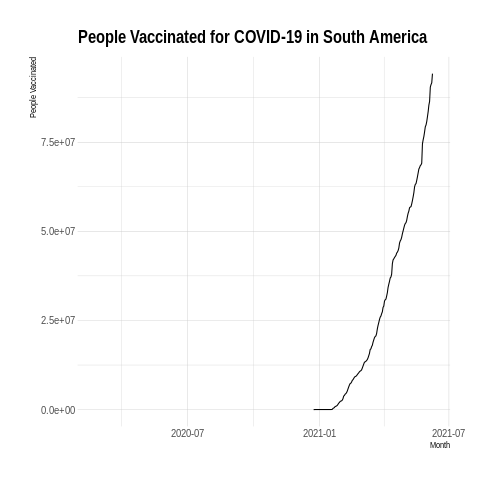 People Vaccinated for COVID-19 in South America
People Vaccinated
7.5e+07
5.0e+07
2.5e+07
0.0e+00
2020-07
2021-01
2021-07
Month